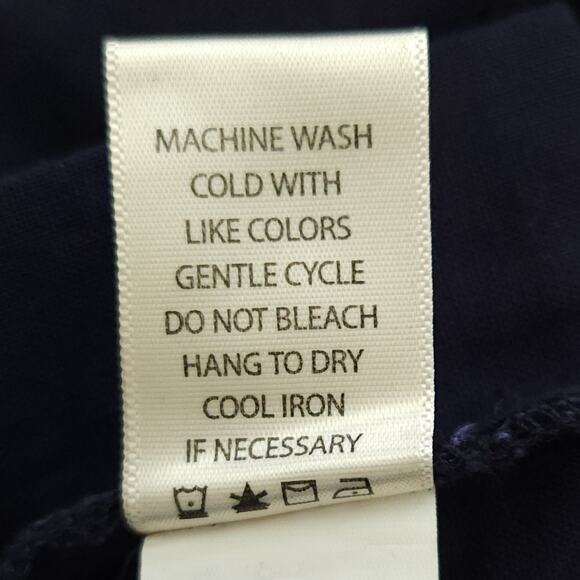 MACHINE WASH
COLD WITH
LIKE COLORS
GENTLE CYCLE
DO NOT BLEACH
HANG TO DRY
COOL IRON
IF NECESSARY